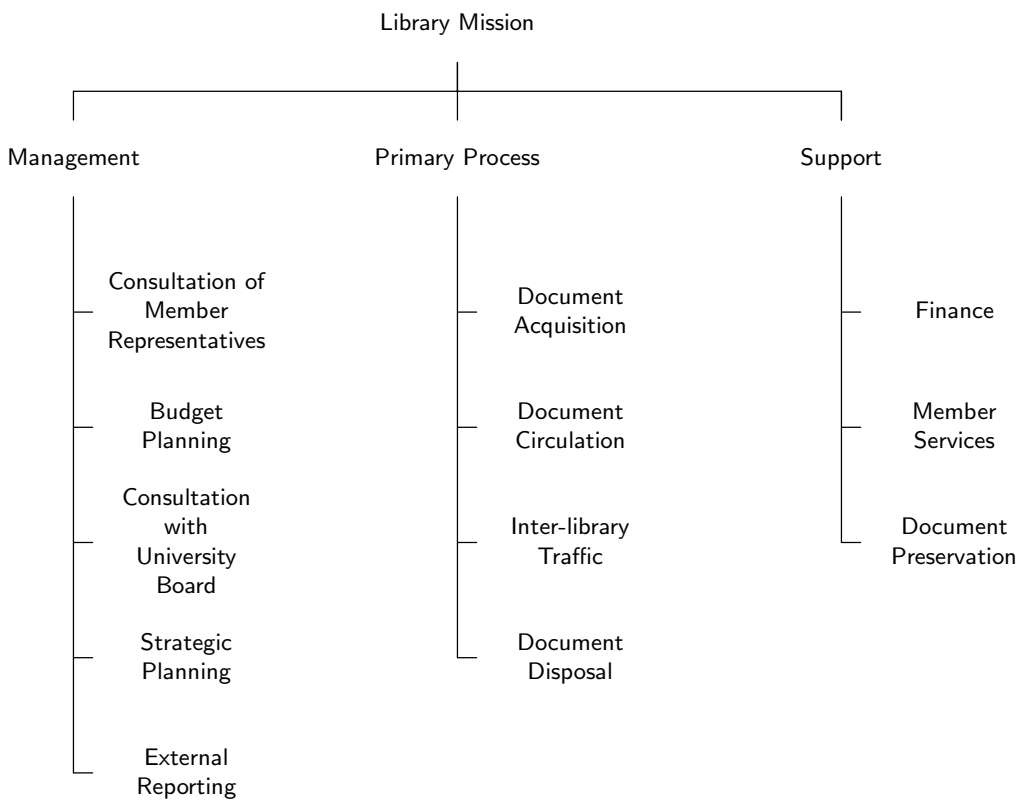 Library Mission
Management
Primary Process
Support
Consultation of
Member
Representatives
Budget
Planning
Consultation
with
University
Board
Strategic
Planning
External
Reporting
Document
Acquisition
Document
Circulation
Inter-library
Traffic
Document
Disposal
Finance
Member
Services
Document
Preservation